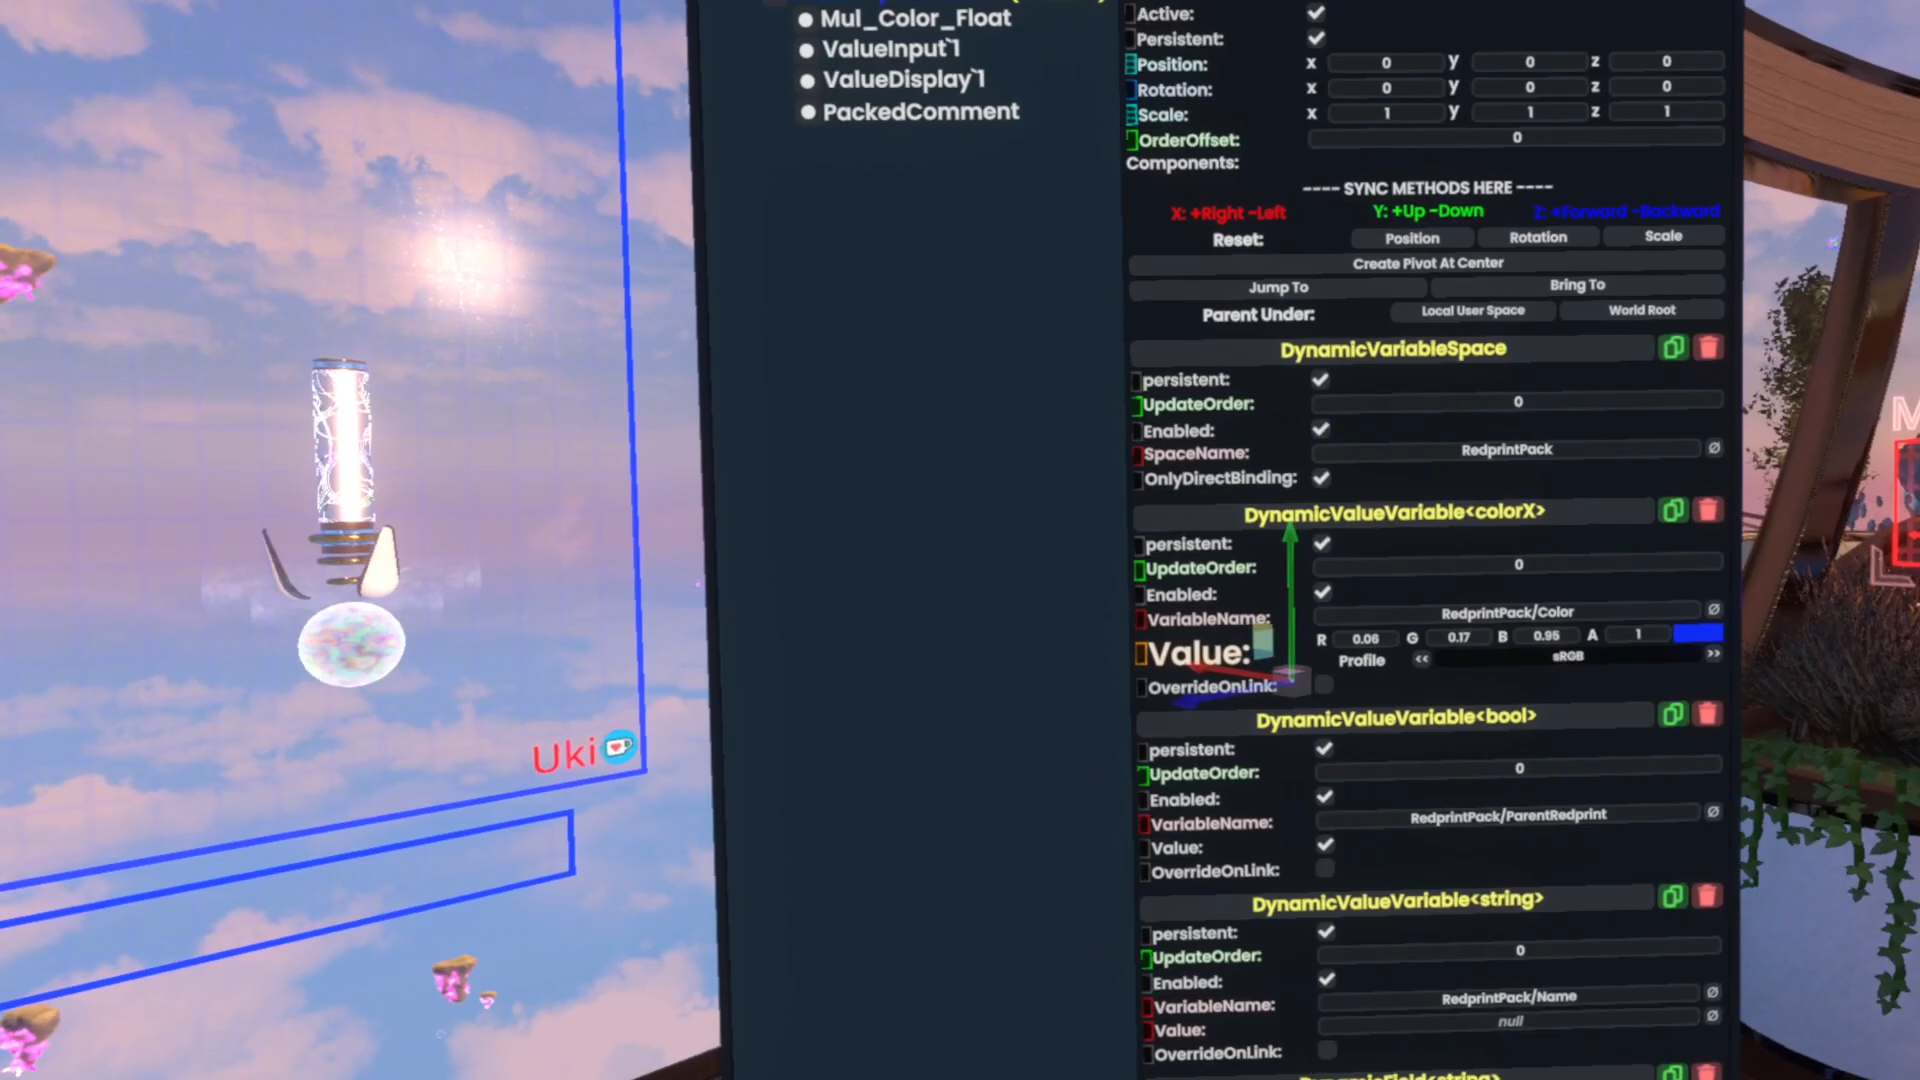 Mul_Color_Float
ValueInput`1
ValueDisplay`1
PackedComment
Active:
Persistent:
Position: x 0 y 0 z 0
Rotation: x 0 y 0 z 0
Scale: x 1 y 1 z 1
OrderOffset: 0
Components:
---- SYNC METHODS HERE ----
X: +Right -Left Y: +Up -Down Z: +Forward -Backward
Reset: Position Rotation Scale
Create Pivot At Center
Jump To Bring To
Parent Under: Local User Space World Root
DynamicVariableSpace
persistent:
UpdateOrder: 0
Enabled:
SpaceName: RedprintPack Ø
OnlyDirectBinding:
DynamicValueVariable<colorX>
persistent:
UpdateOrder: 0
Enabled:
VariableName: RedprintPack/Color Ø
Value: R 0.06 G 0.17 B 0.95 A 1
Profile << sRGB >>
OverrideOnLink:
DynamicValueVariable<bool>
persistent:
UpdateOrder: 0
Enabled:
VariableName: RedprintPack/ParentRedprint Ø
Value:
OverrideOnLink:
DynamicValueVariable<string>
persistent:
UpdateOrder: 0
Enabled:
VariableName: RedprintPack/Name Ø
Value: null Ø
OverrideOnLink:
DynamicField<string>
Uki
M